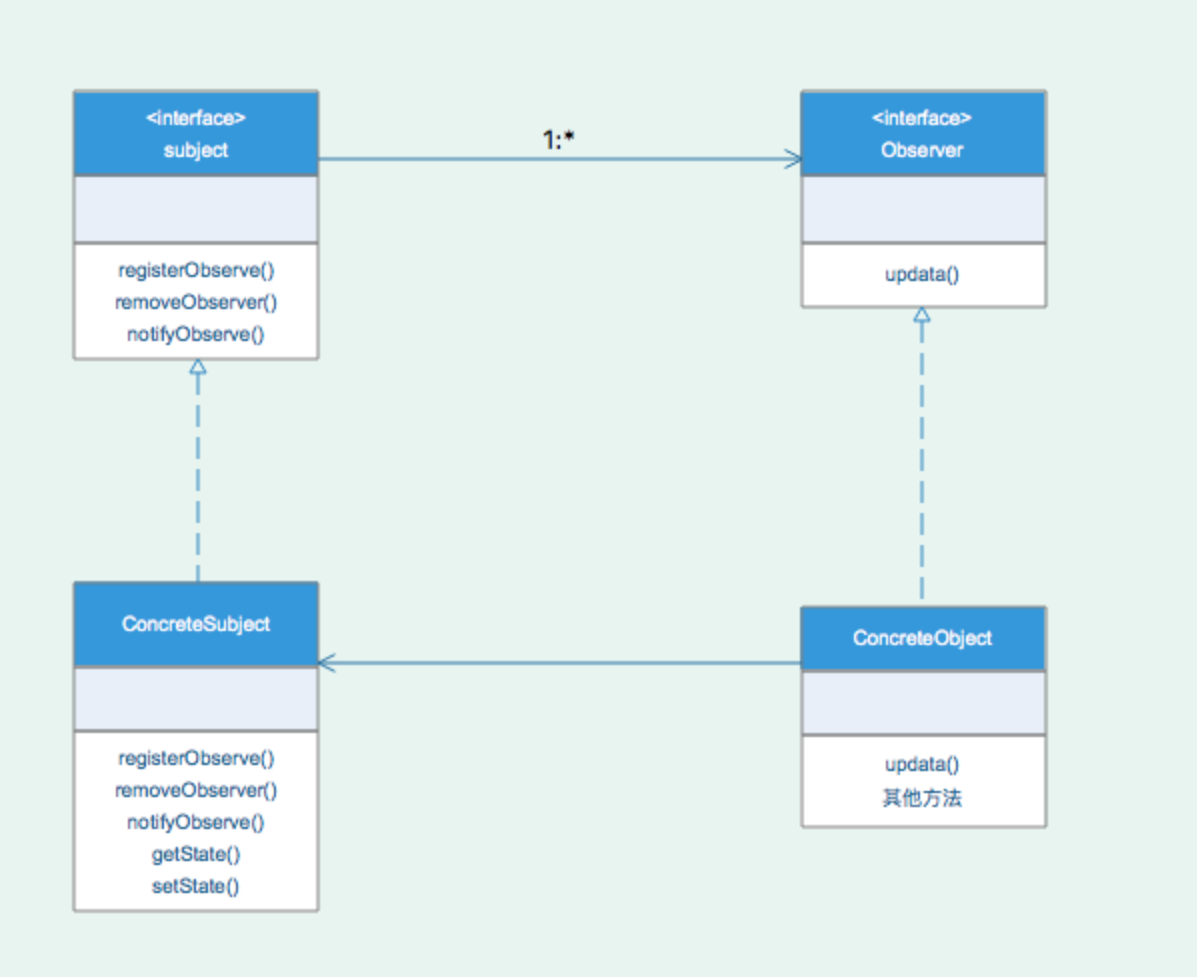 <interface>
subject
registerObserve()
removeObserver()
notifyObserve()
1:*
<interface>
Observer
updata()
ConcreteSubject
registerObserve()
removeObserver()
notifyObserve()
getState()
setState()
ConcreteObject
updata()
其他方法